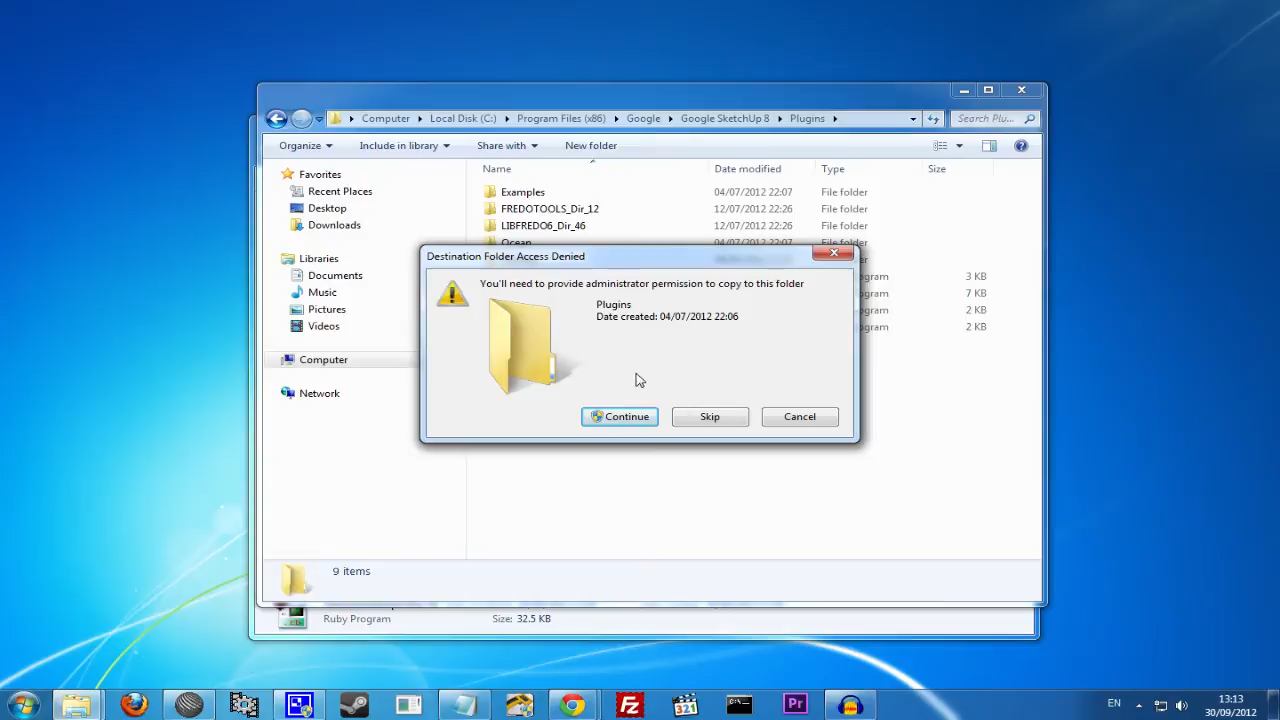 Computer
Local Disk (C:)
Program Files (x86)
Google
Google SketchUp 8
Plugins
Search Plu...
Organize
Include in library
Share with
New folder
Name
Date modified
Type
Size
Favorites
Recent Places
Desktop
Downloads
Libraries
Documents
Music
Pictures
Videos
Computer
Network
Examples 04/07/2012 22:07 File folder
FREDOTOOLS_Dir_12 12/07/2012 22:26 File folder
LIBFREDO6_Dir_46 12/07/2012 22:26 File folder
Ocean 04/07/2012 22:07 File folder
3 KB
7 KB
2 KB
2 KB
Destination Folder Access Denied
You'll need to provide administrator permission to copy to this folder
Plugins
Date created: 04/07/2012 22:06
Continue
Skip
Cancel
9 items
Ruby Program
Size: 32.5 KB
321
Pr
EN
13:13
30/09/2012